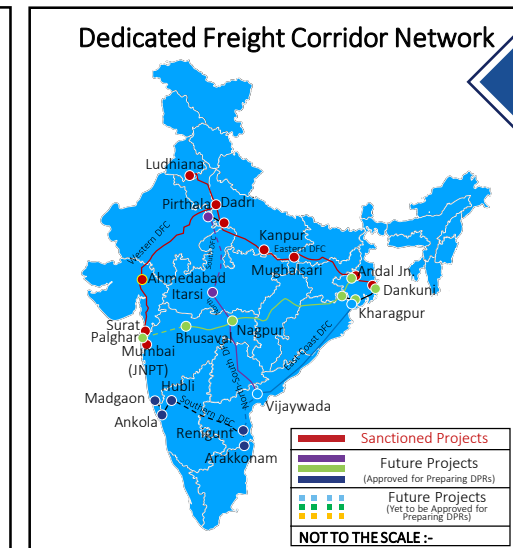 Dedicated Freight Corridor Network
Ludhiana
Pirthala
Dadri
Western DFC
Kanpur
Eastern DFC
Mughalsari
Andal Jn.
Ahmedabad
Itarsi
Dankuni
Kharagpur
Surat
Palghar
Bhusaval
Nagpur
Mumbai
(JNPT)
East Coast DFC
North-South DFC
Hubli
Madgaon
Southern DFC
Vijaywada
Ankola
Renigunt
Arakkonam
Sanctioned Projects
Future Projects
(Approved for Preparing DPRs)
Future Projects
(Yet to be Approved for
Preparing DPRs)
NOT TO THE SCALE :-